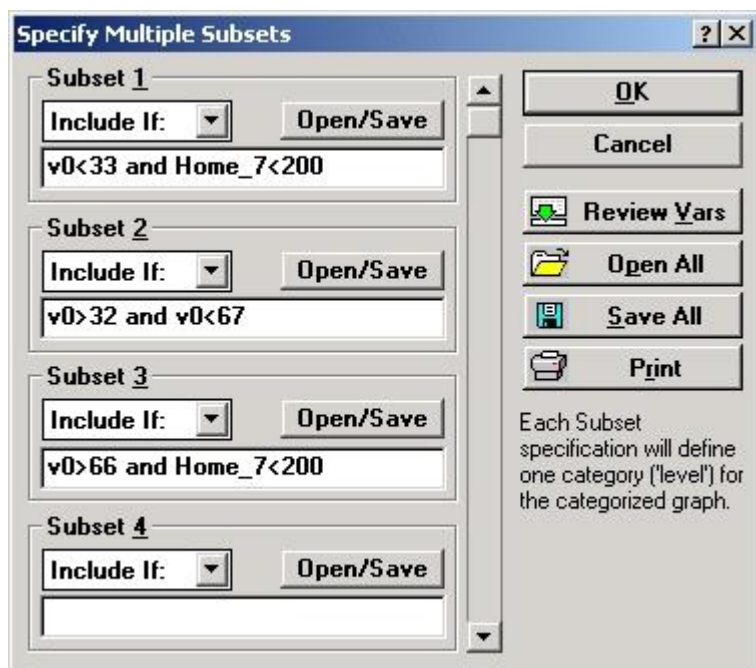 Specify Multiple Subsets
Subset 1
Include If:
Open/Save
v0<33 and Home_7<200
Subset 2
Include If:
Open/Save
v0>32 and v0<67
Subset 3
Include If:
Open/Save
v0>66 and Home_7<200
Subset 4
Include If:
Open/Save
OK
Cancel
Review Vars
Open All
Save All
Print
Each Subset
specification will define
one category ('level') for
the categorized graph.